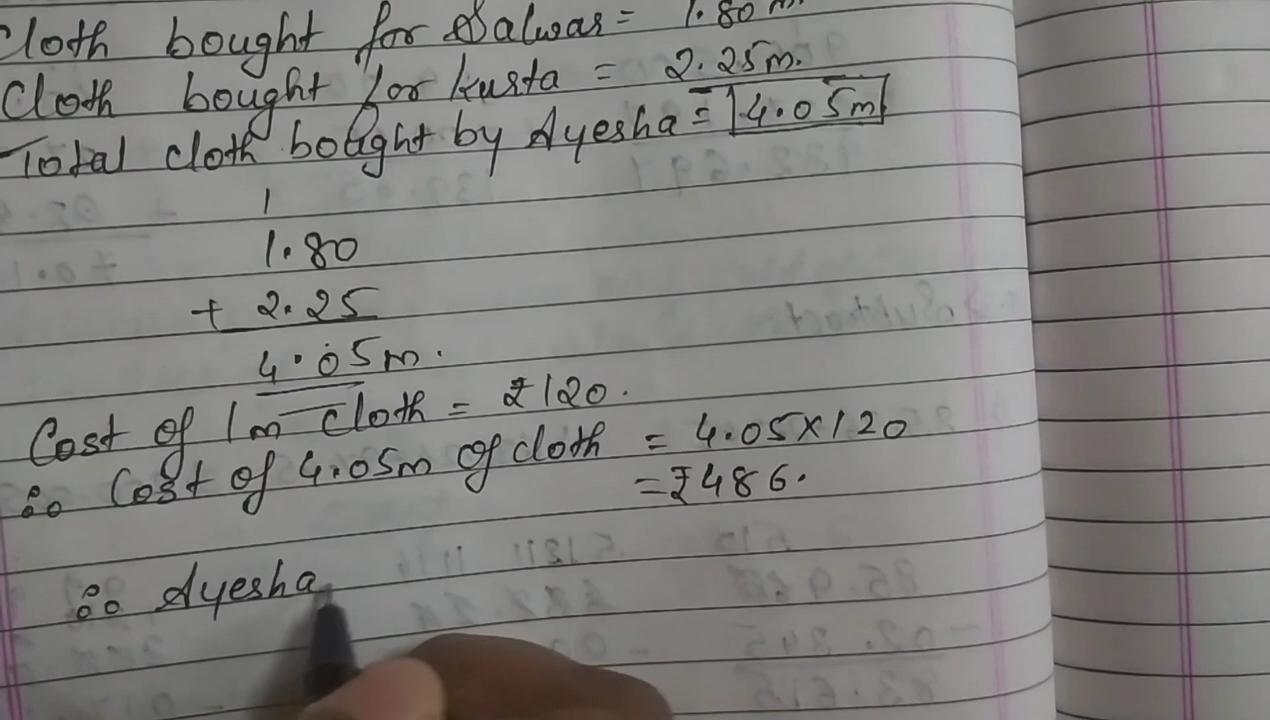 Cloth bought for Salwar = 1.80 m.
Cloth bought for kurta = 2.25m.
Total cloth bought by Ayesha = 4.05m
1
1.80
+ 2.25
4.05m.
Cost of 1m cloth = ₹120.
∴ Cost of 4.05m of cloth = 4.05×120
=₹486.
∴ Ayesha